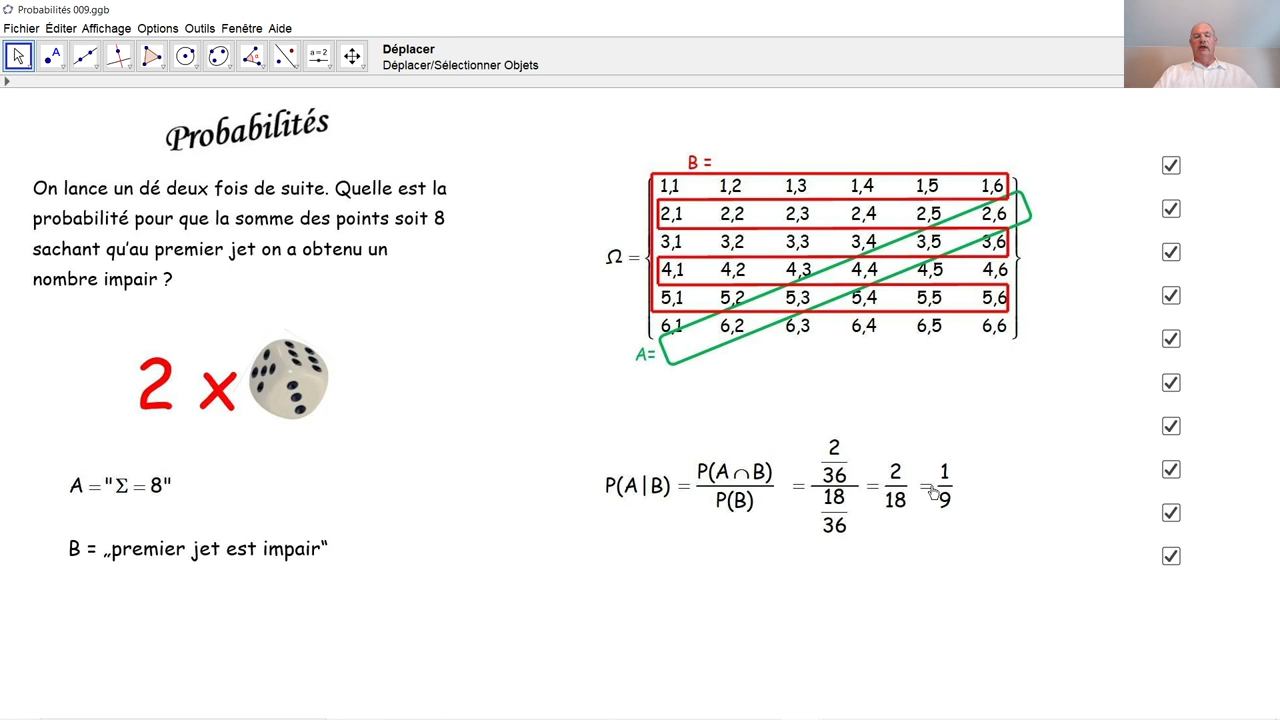 Probabilités 009.ggb
Fichier Éditer Affichage Options Outils Fenêtre Aide
A a=2 Déplacer
Déplacer/Sélectionner Objets
Probabilités
On lance un dé deux fois de suite. Quelle est la
probabilité pour que la somme des points soit 8
sachant qu'au premier jet on a obtenu un
nombre impair ?
2 x
A = "Σ = 8"
B = „premier jet est impair“
B =
1,1 1,2 1,3 1,4 1,5 1,6
2,1 2,2 2,3 2,4 2,5 2,6
3,1 3,2 3,3 3,4 3,5 3,6
Ω =
4,1 4,2 4,3 4,4 4,5 4,6
5,1 5,2 5,3 5,4 5,5 5,6
6,1 6,2 6,3 6,4 6,5 6,6
A=
P(A|B) = P(A∩B) / P(B) = (2/36) / (18/36) = 2/18 = 1/9